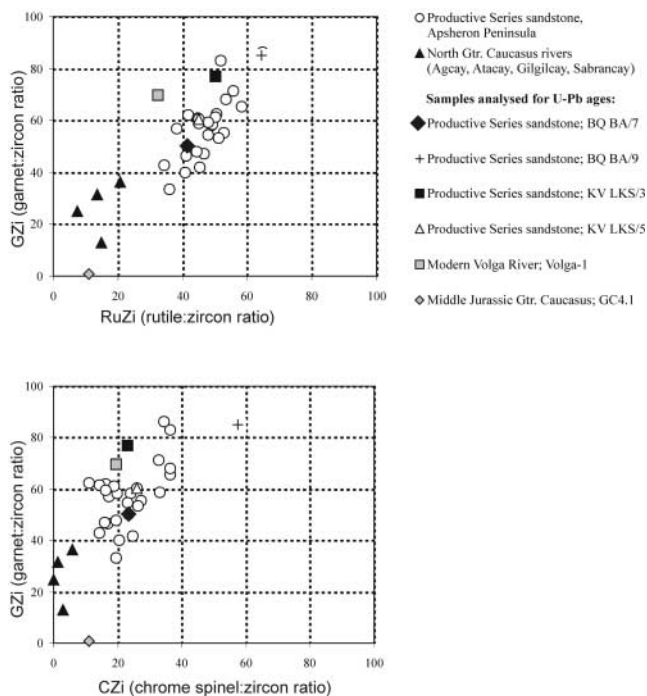 100
80
60
40
20
0
GZi (garnet:zircon ratio)
0 20 40 60 80 100
RuZi (rutile:zircon ratio)
Productive Series sandstone,
Apsheron Peninsula
North Gtr. Caucasus rivers
(Agcay, Atacay, Gilgilcay, Sabrancay)
Samples analysed for U-Pb ages:
Productive Series sandstone; BQ BA/7
Productive Series sandstone; BQ BA/9
Productive Series sandstone; KV LKS/3
Productive Series sandstone; KV LKS/5
Modern Volga River; Volga-1
Middle Jurassic Gtr. Caucasus; GC4.1
100
80
60
40
20
0
GZi (garnet:zircon ratio)
0 20 40 60 80 100
CZi (chrome spinel:zircon ratio)